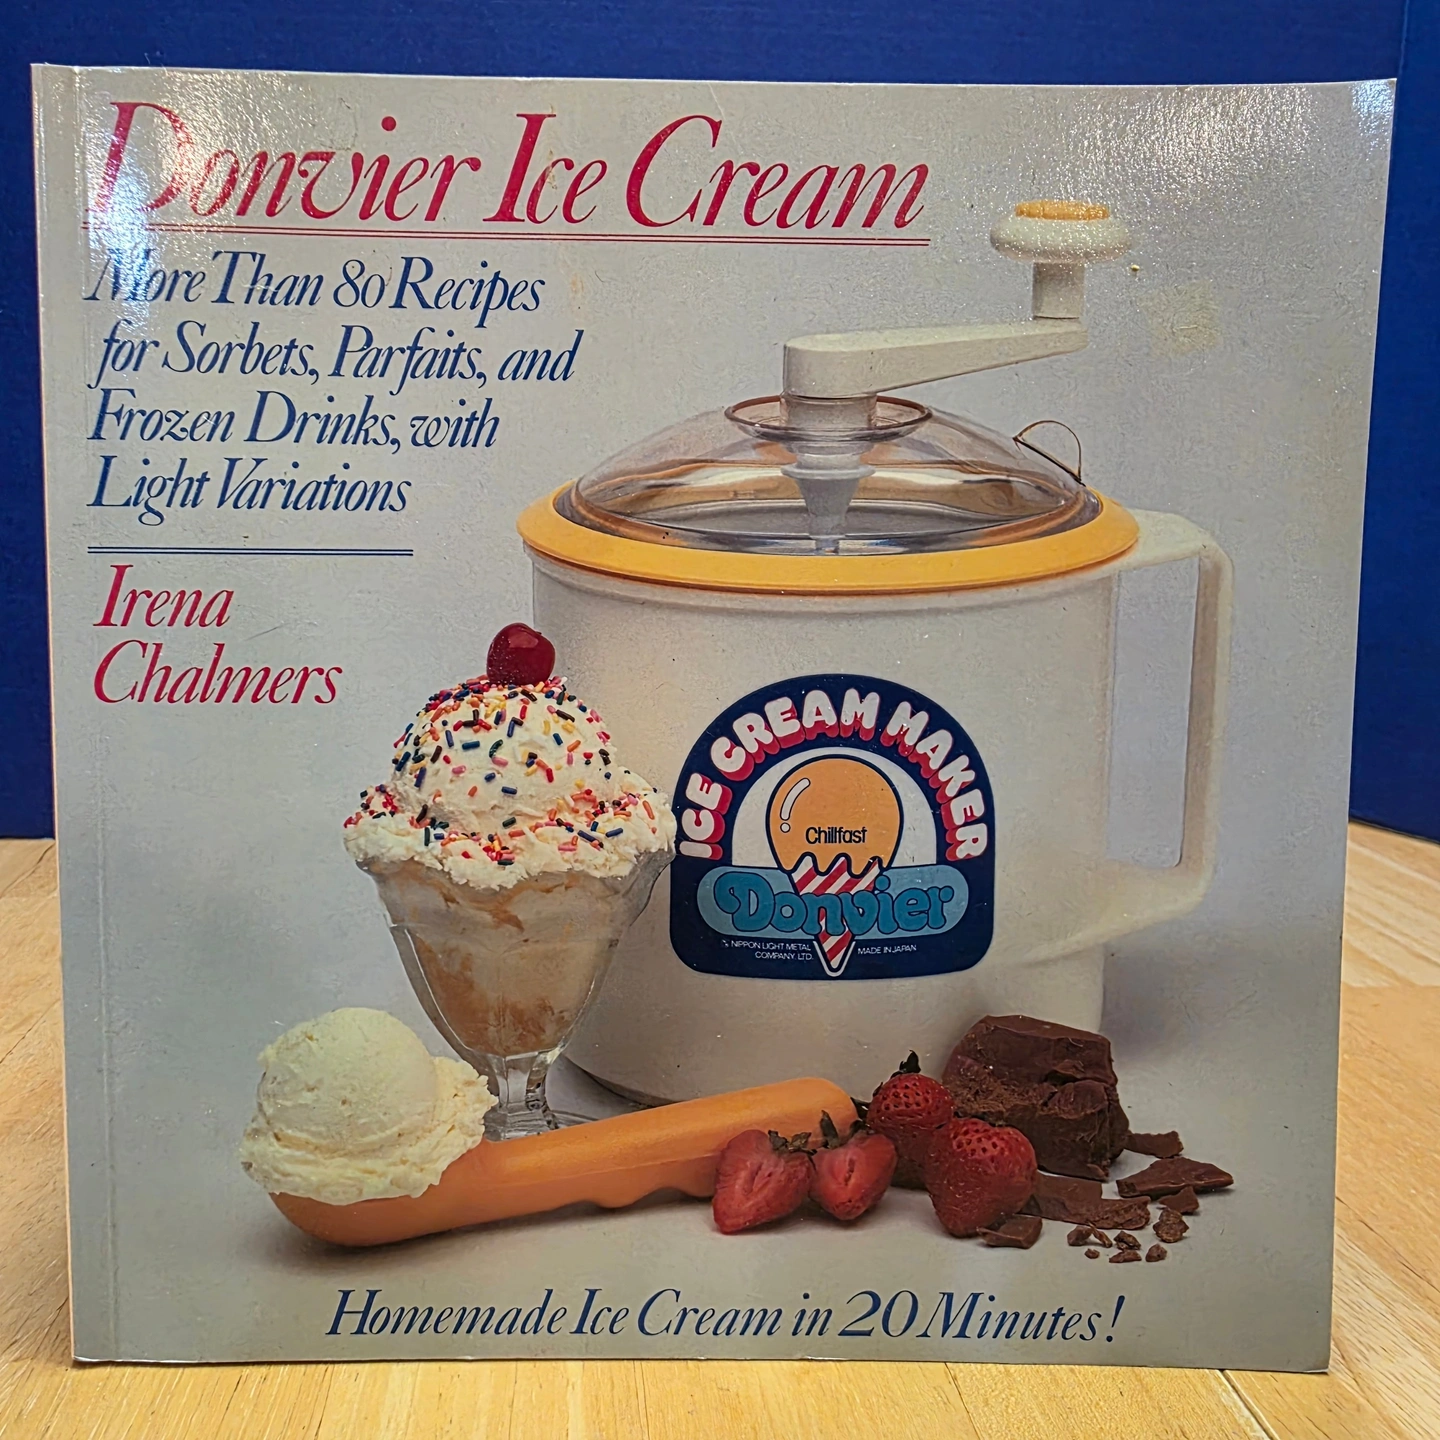 Donvier Ice Cream
More Than 80 Recipes
for Sorbets, Parfaits, and
Frozen Drinks, with
Light Variations
Irena
Chalmers
ICE CREAM MAKER
Chillfast
Donvier
NIPPON LIGHT METAL
COMPANY. LTD.
MADE IN JAPAN
Homemade Ice Cream in 20 Minutes!